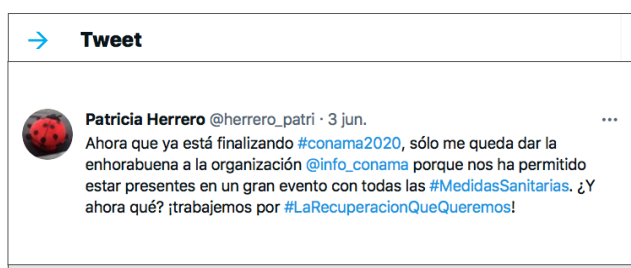 Tweet
Patricia Herrero @herrero_patri · 3 jun.
Ahora que ya está finalizando #conama2020, sólo me queda dar la
enhorabuena a la organización @info_conama porque nos ha permitido
estar presentes en un gran evento con todas las #MedidasSanitarias. ¿Y
ahora qué? ¡trabajemos por #LaRecuperacionQueQueremos!